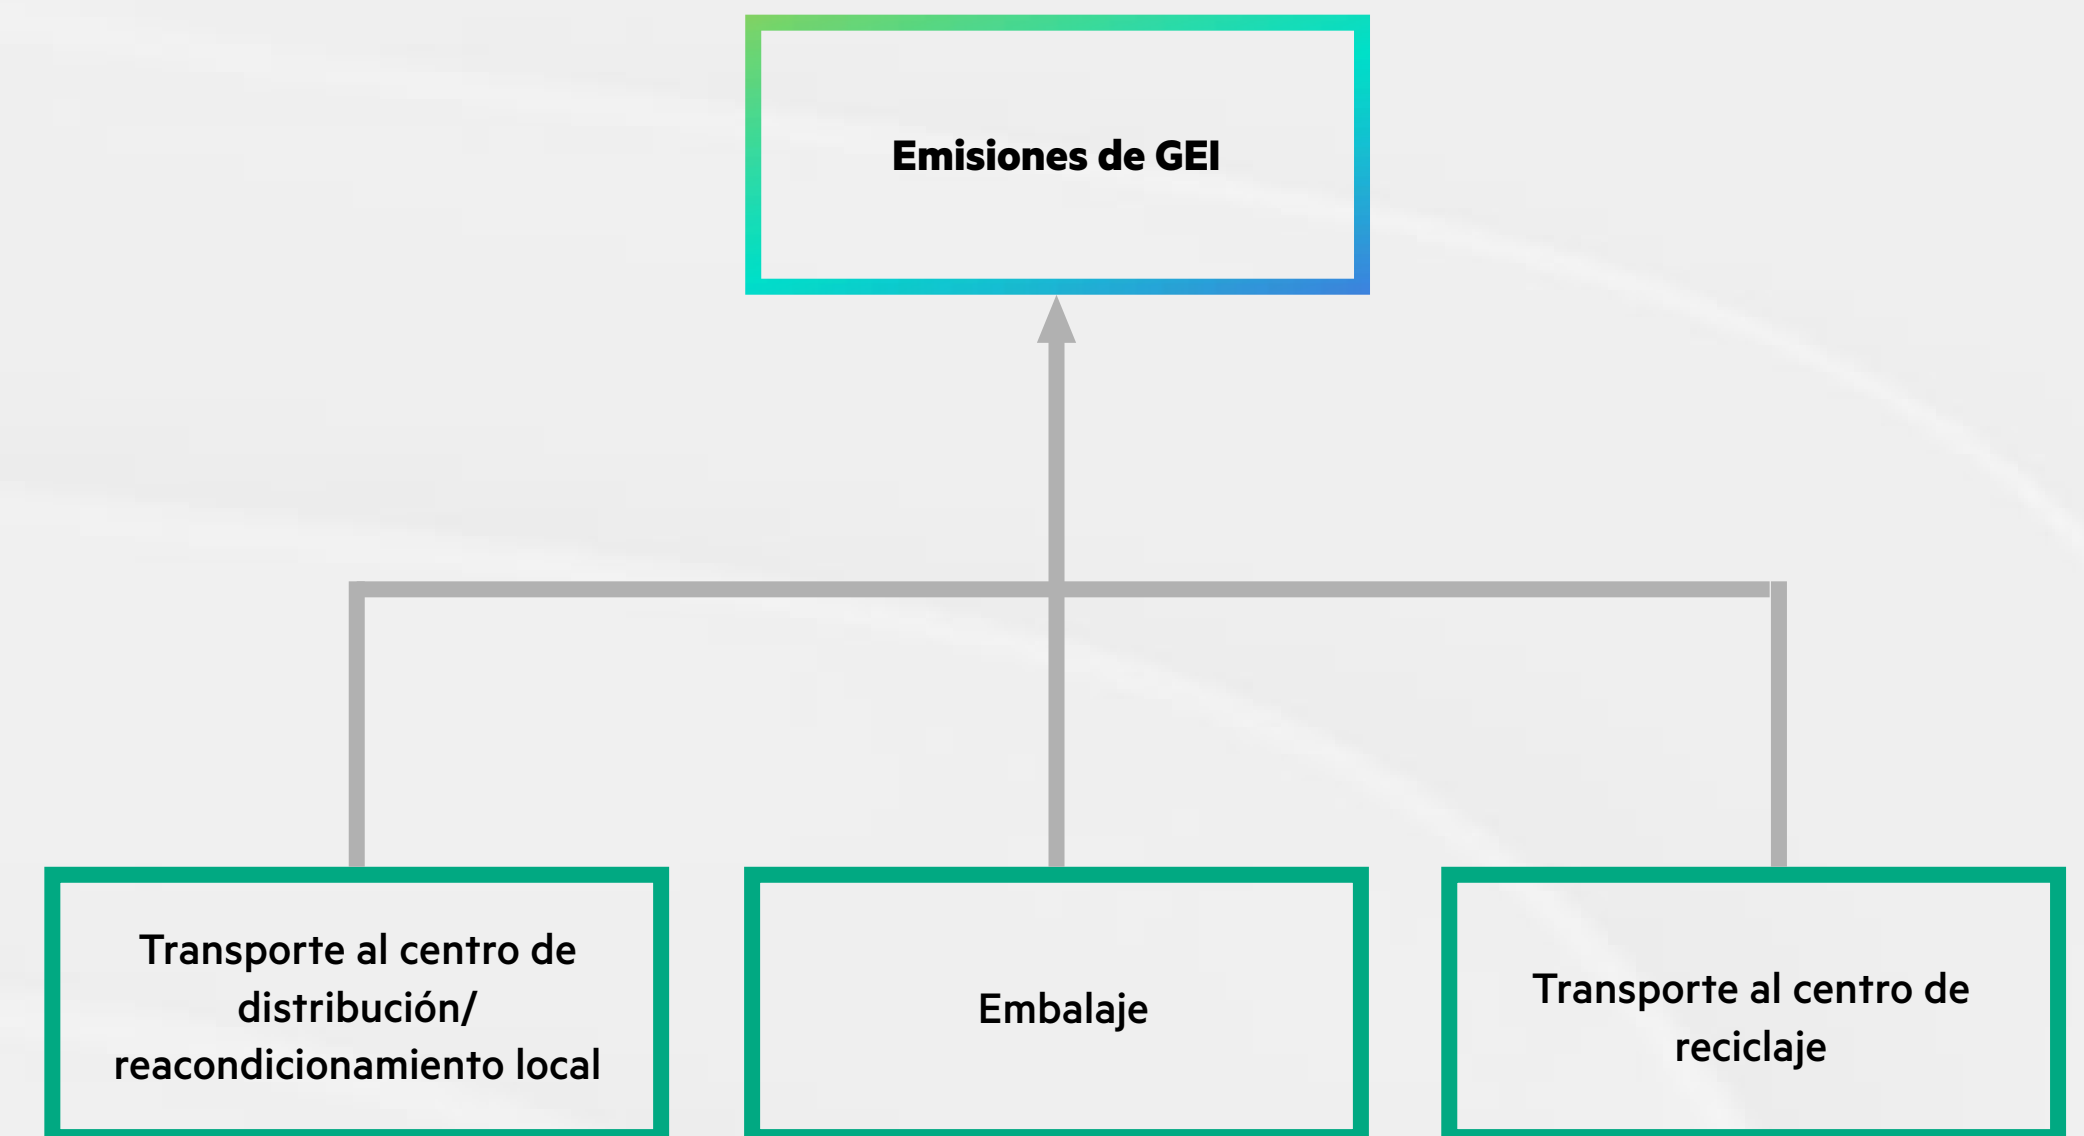 Emisiones de GEI
Transporte al centro de
distribución/
reacondicionamiento local
Embalaje
Transporte al centro de
reciclaje